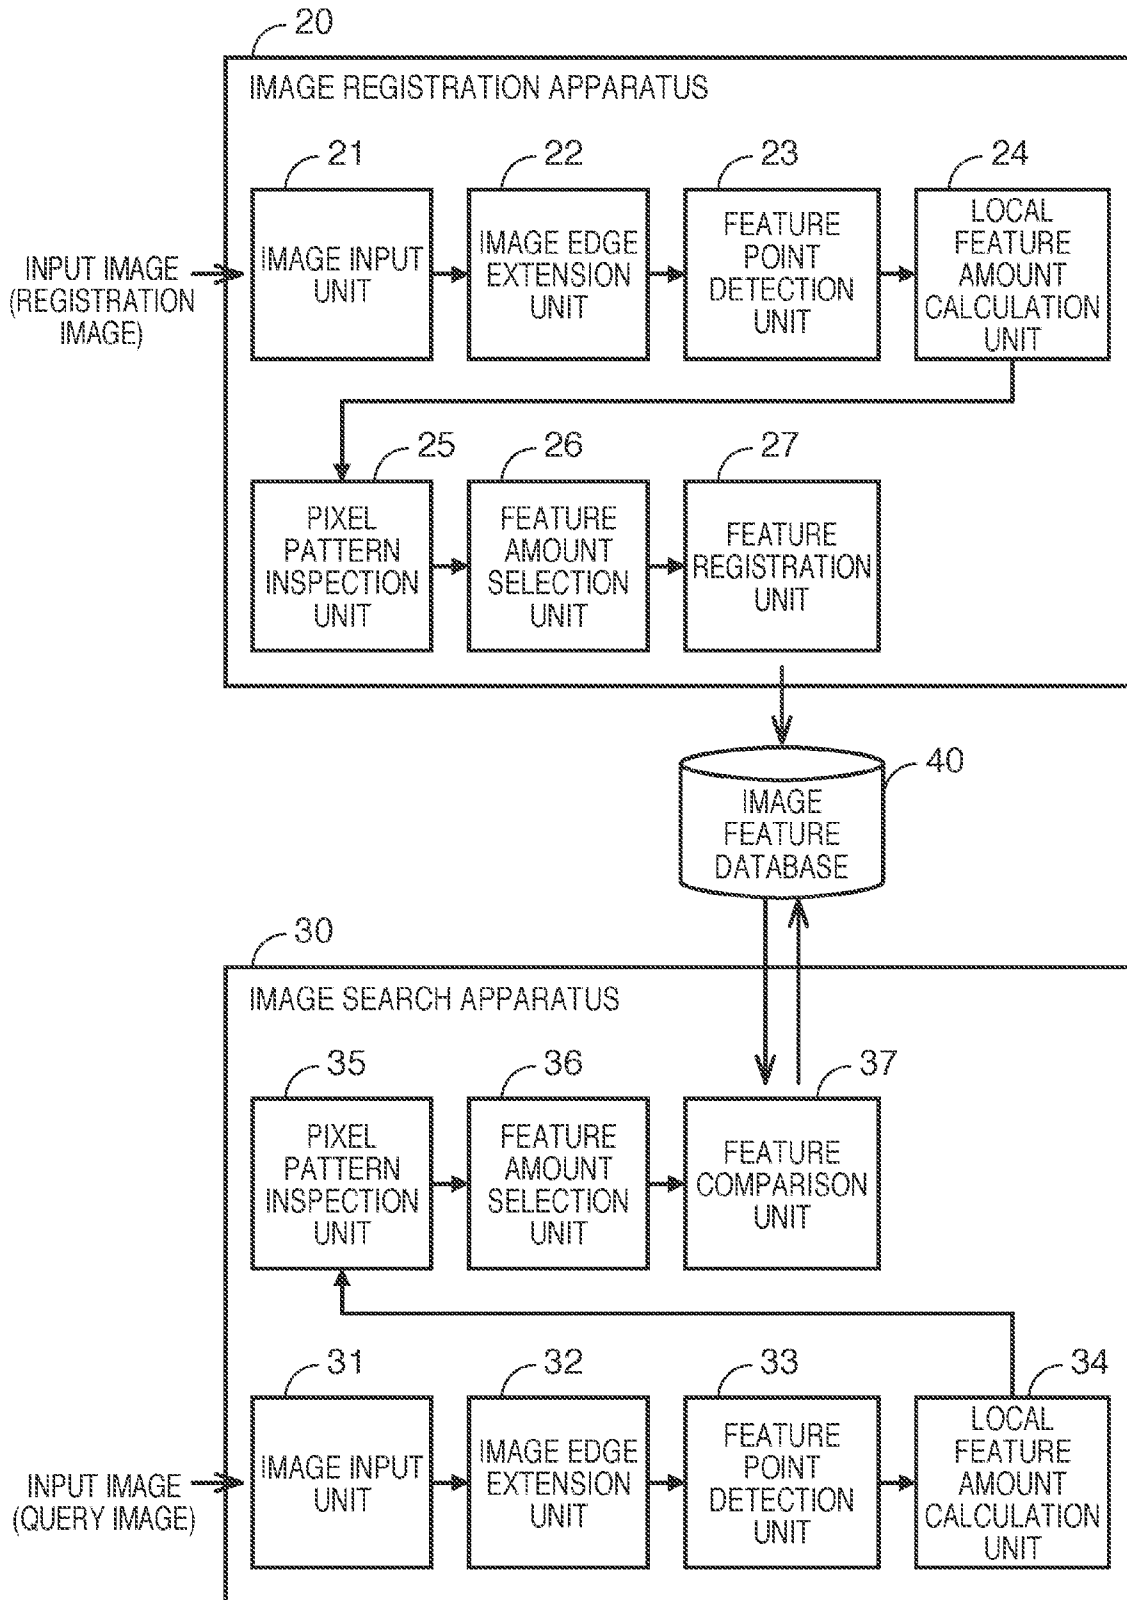 20
IMAGE REGISTRATION APPARATUS
21
22
23
24
INPUT IMAGE
(REGISTRATION
IMAGE)
IMAGE INPUT
UNIT
IMAGE EDGE
EXTENSION
UNIT
FEATURE
POINT
DETECTION
UNIT
LOCAL
FEATURE
AMOUNT
CALCULATION
UNIT
25
26
27
PIXEL
PATTERN
INSPECTION
UNIT
FEATURE
AMOUNT
SELECTION
UNIT
FEATURE
REGISTRATION
UNIT
40
IMAGE
FEATURE
DATABASE
30
IMAGE SEARCH APPARATUS
35
36
37
PIXEL
PATTERN
INSPECTION
UNIT
FEATURE
AMOUNT
SELECTION
UNIT
FEATURE
COMPARISON
UNIT
31
32
33
34
INPUT IMAGE
(QUERY IMAGE)
IMAGE INPUT
UNIT
IMAGE EDGE
EXTENSION
UNIT
FEATURE
POINT
DETECTION
UNIT
LOCAL
FEATURE
AMOUNT
CALCULATION
UNIT